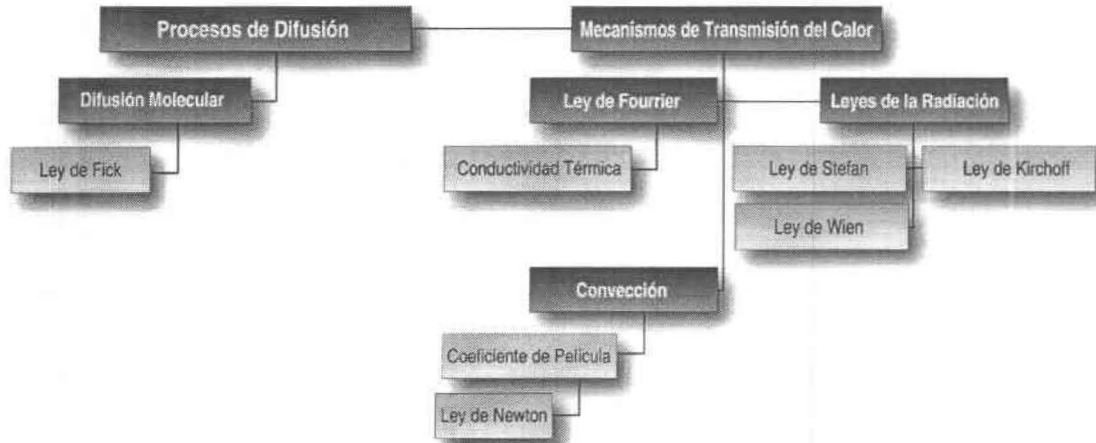 Procesos de Difusión
Mecanismos de Transmisión del Calor
Difusión Molecular
Ley de Fourrier
Leyes de la Radiación
Ley de Fick
Conductividad Térmica
Ley de Stefan
Ley de Kirchoff
Ley de Wien
Convección
Coeficiente de Película
Ley de Newton